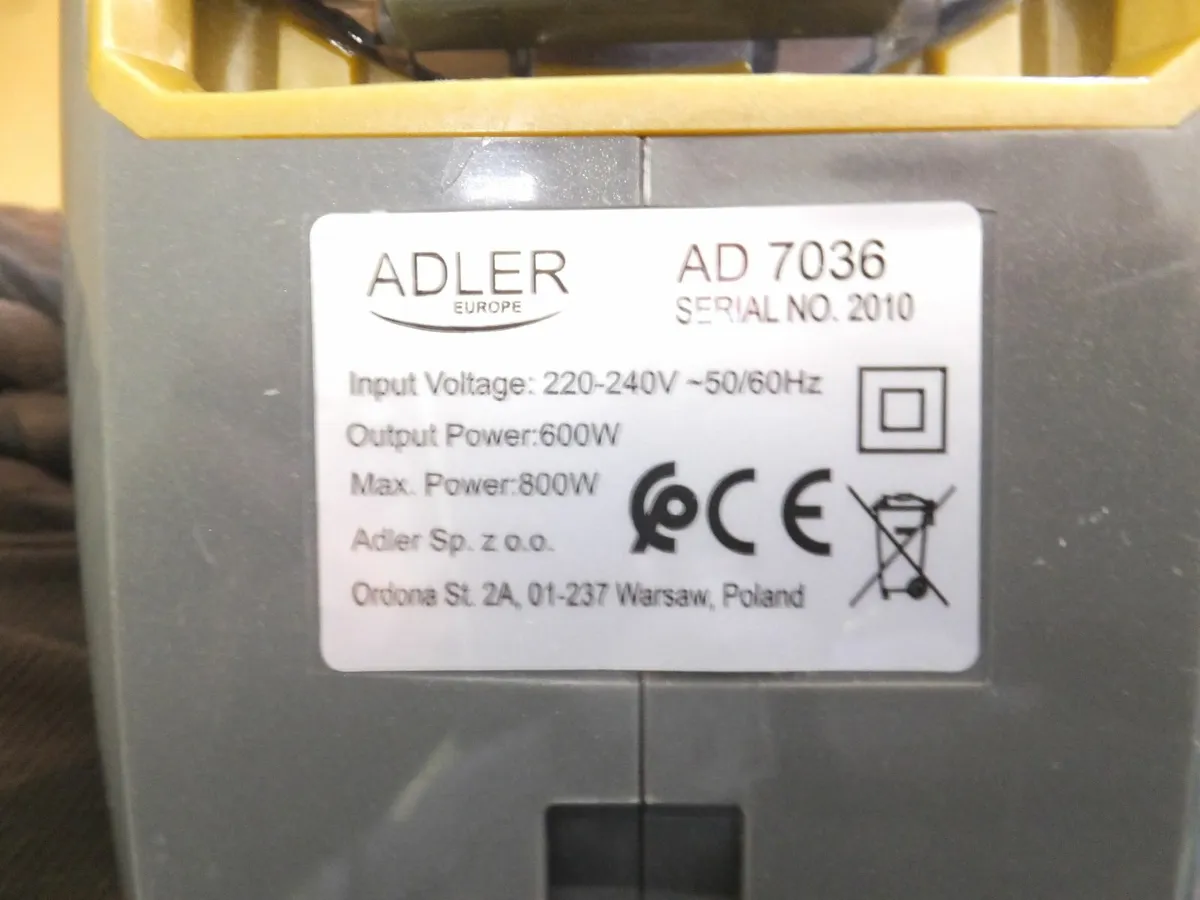 ADLER
EUROPE
AD 7036
SERIAL NO. 2010
Input Voltage: 220-240V ~50/60Hz
Output Power:600W
Max. Power:800W
CE
Adler Sp. z o.o.
Ordona St. 2A, 01-237 Warsaw, Poland